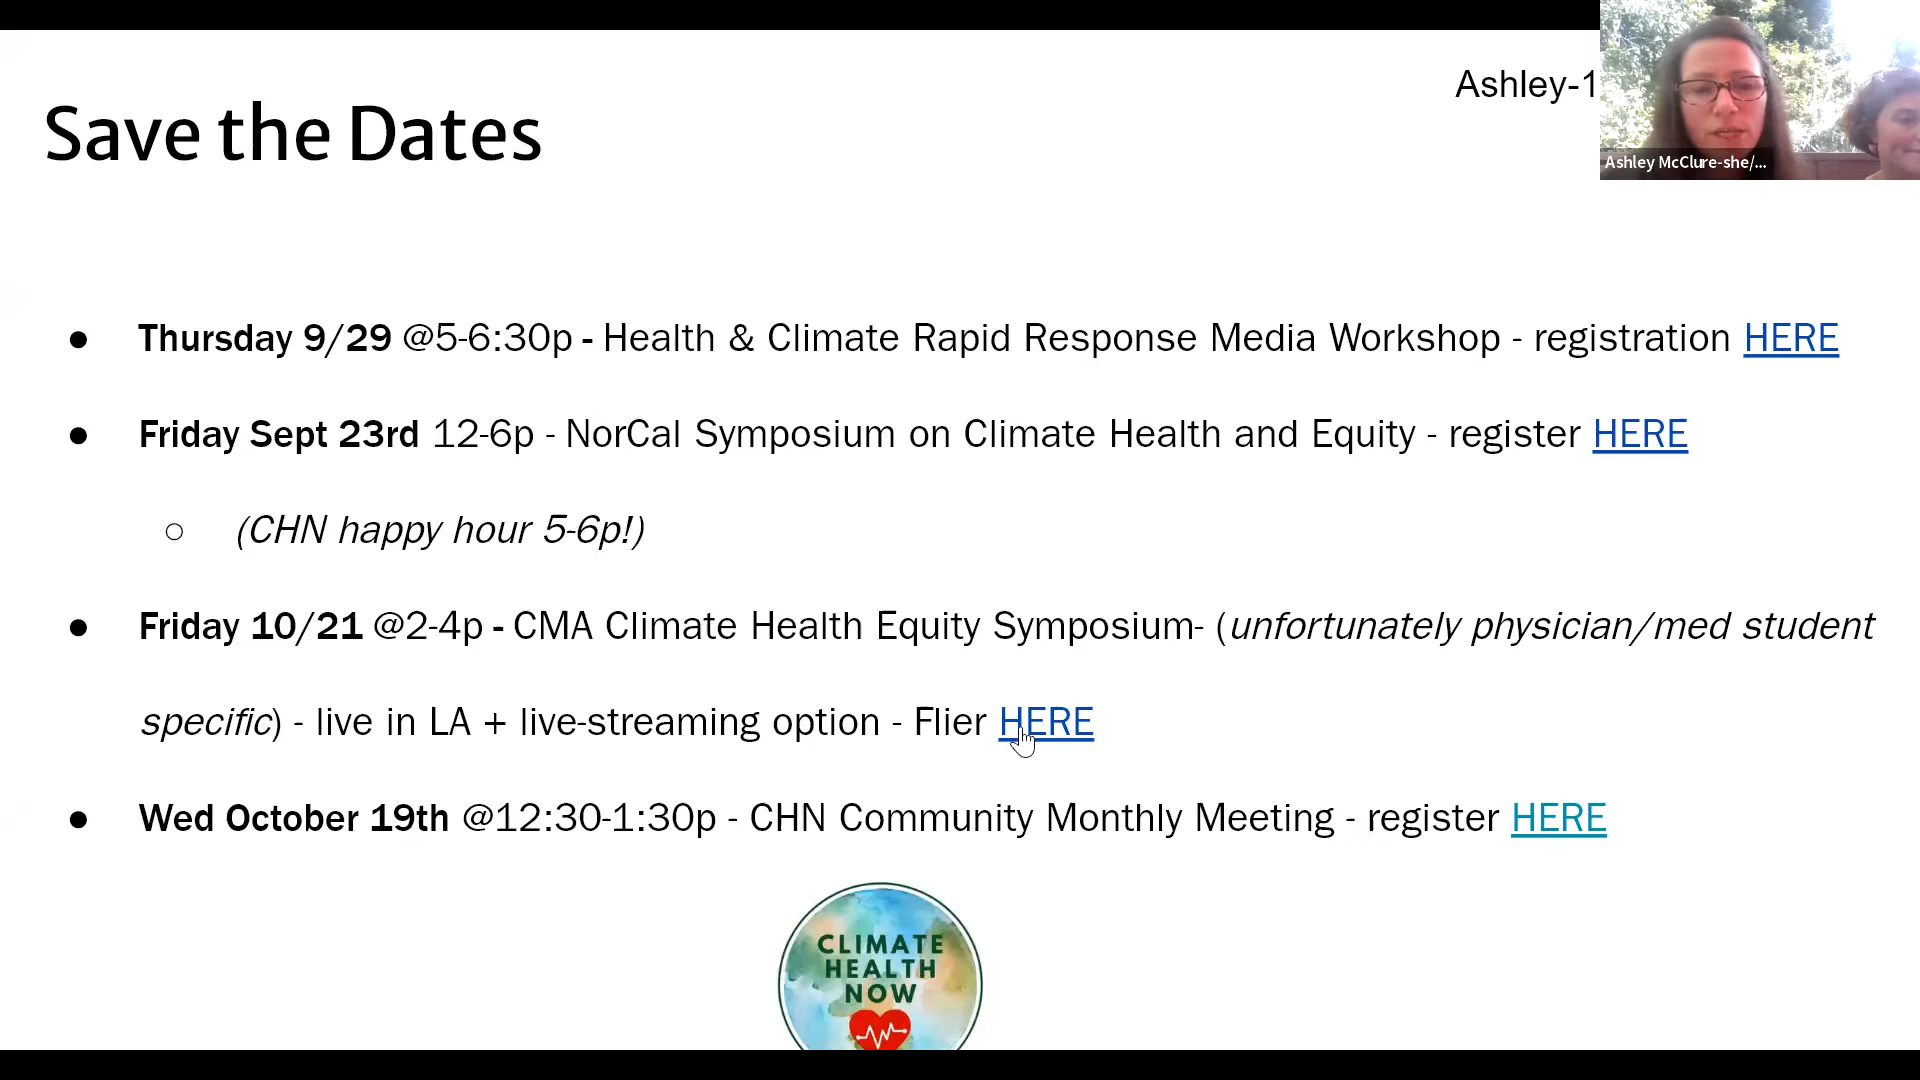 Ashley-1
Ashley McClure-she/...
Save the Dates
● Thursday 9/29 @5-6:30p - Health & Climate Rapid Response Media Workshop - registration HERE
● Friday Sept 23rd 12-6p - NorCal Symposium on Climate Health and Equity - register HERE
○ (CHN happy hour 5-6p!)
● Friday 10/21 @2-4p - CMA Climate Health Equity Symposium- (unfortunately physician/med student
specific) - live in LA + live-streaming option - Flier HERE
● Wed October 19th @12:30-1:30p - CHN Community Monthly Meeting - register HERE
CLIMATE
HEALTH
NOW